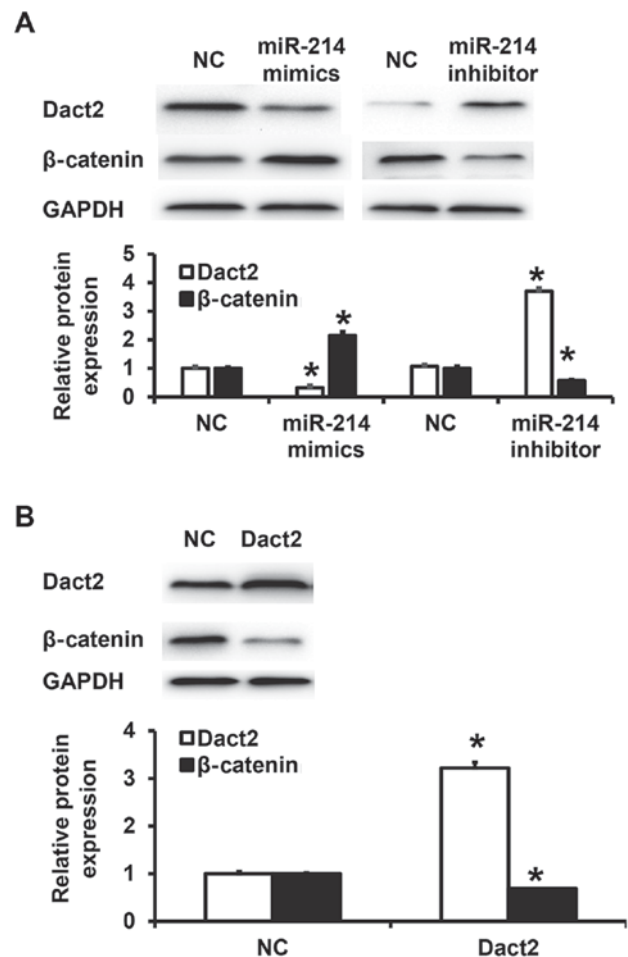 A
NC miR-214 mimics NC miR-214 inhibitor
Dact2
β-catenin
GAPDH
Relative protein expression
5
4
3
2
1
0
Dact2
β-catenin
*
*
*
*
NC miR-214 mimics NC miR-214 inhibitor
B
NC Dact2
Dact2
β-catenin
GAPDH
Relative protein expression
4
3
2
1
0
Dact2
β-catenin
*
*
NC Dact2